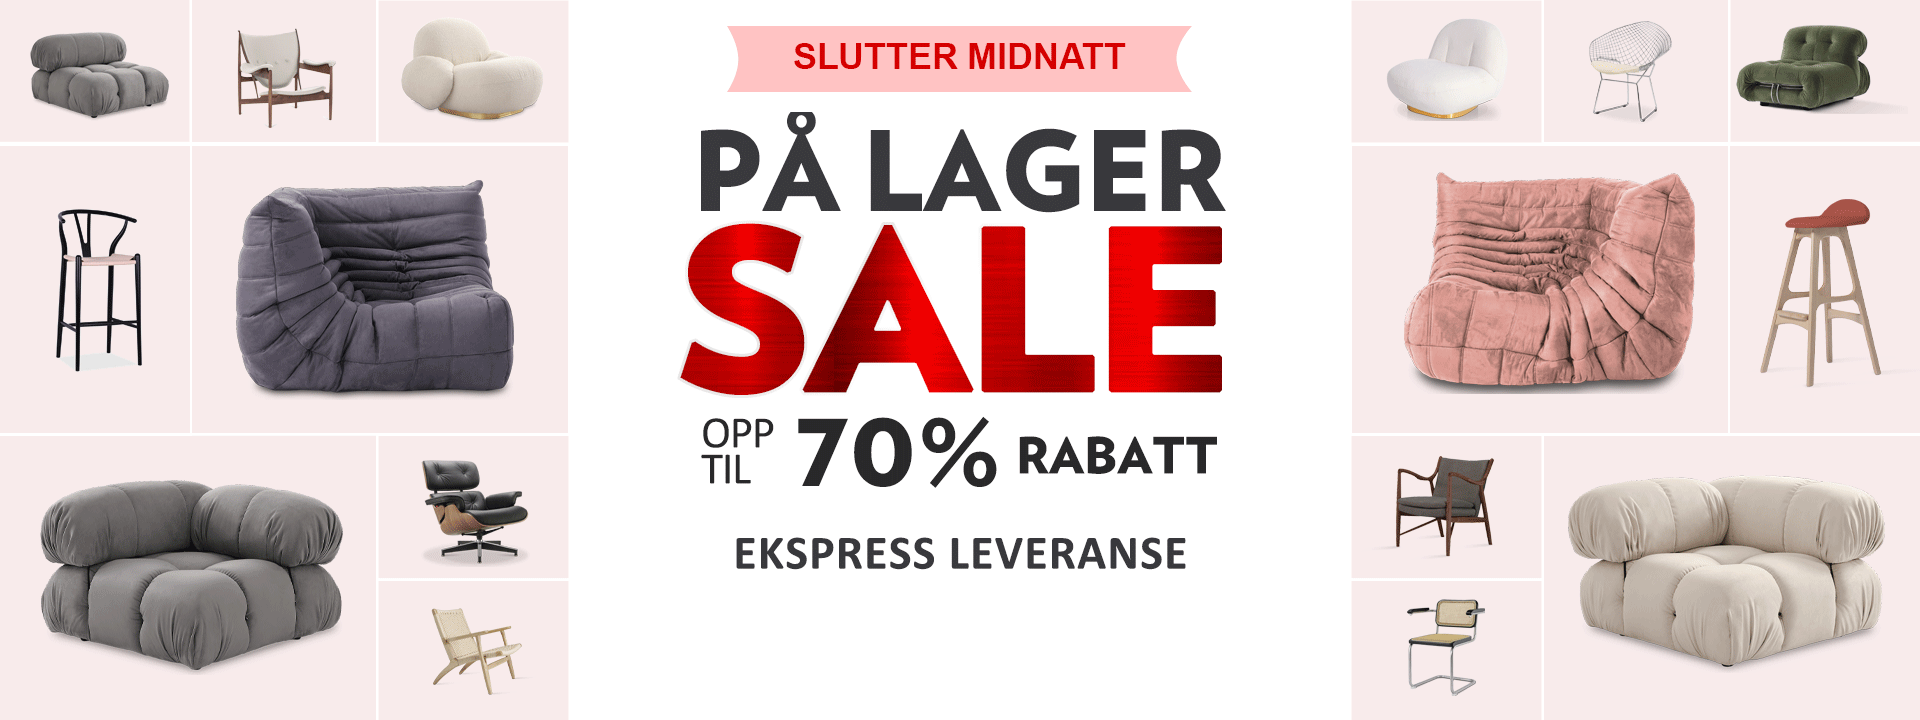 SLUTTER MIDNATT
PÅ LAGER
SALE
OPP TIL 70% RABATT
EKSPRESS LEVERANSE